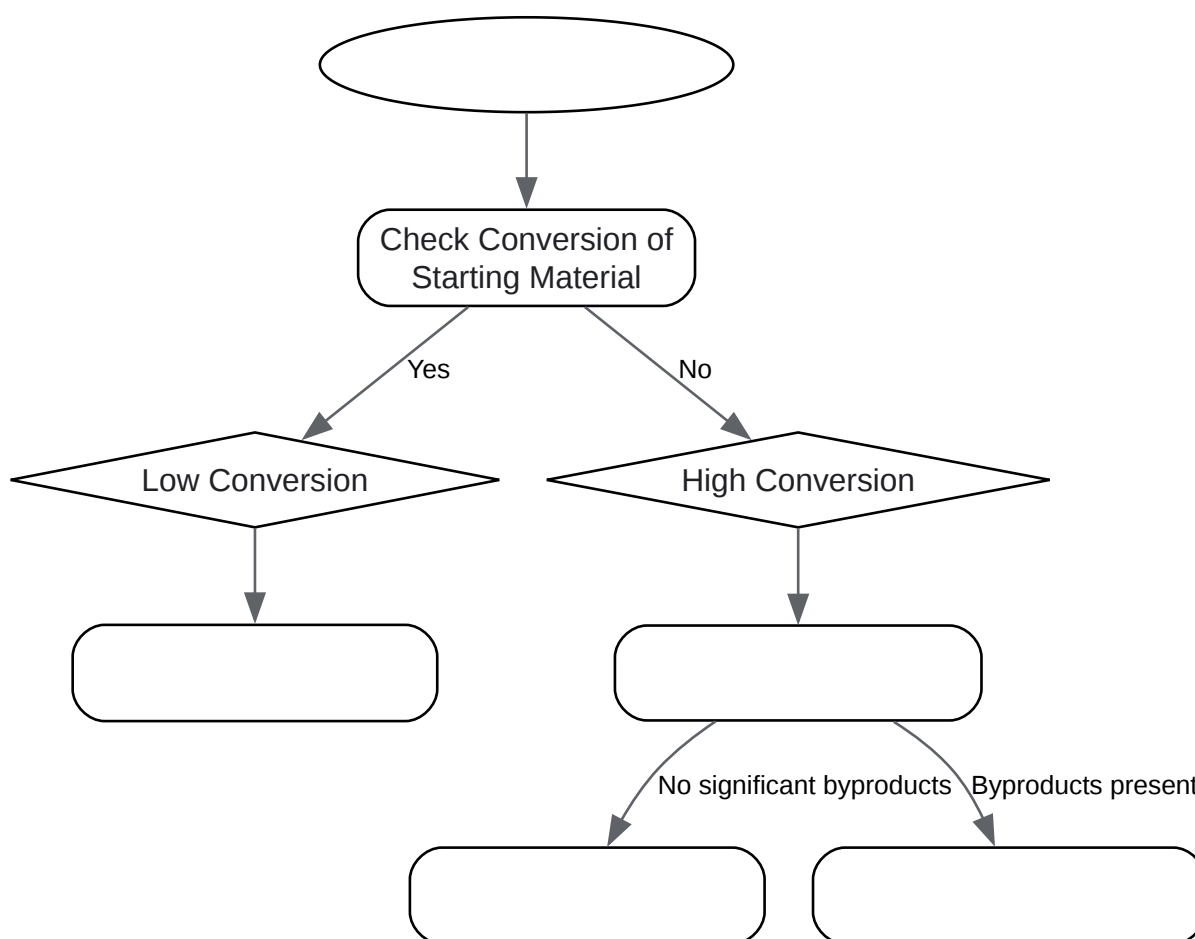 Check Conversion of
Starting Material
Yes
No
Low Conversion
High Conversion
No significant byproducts
Byproducts present